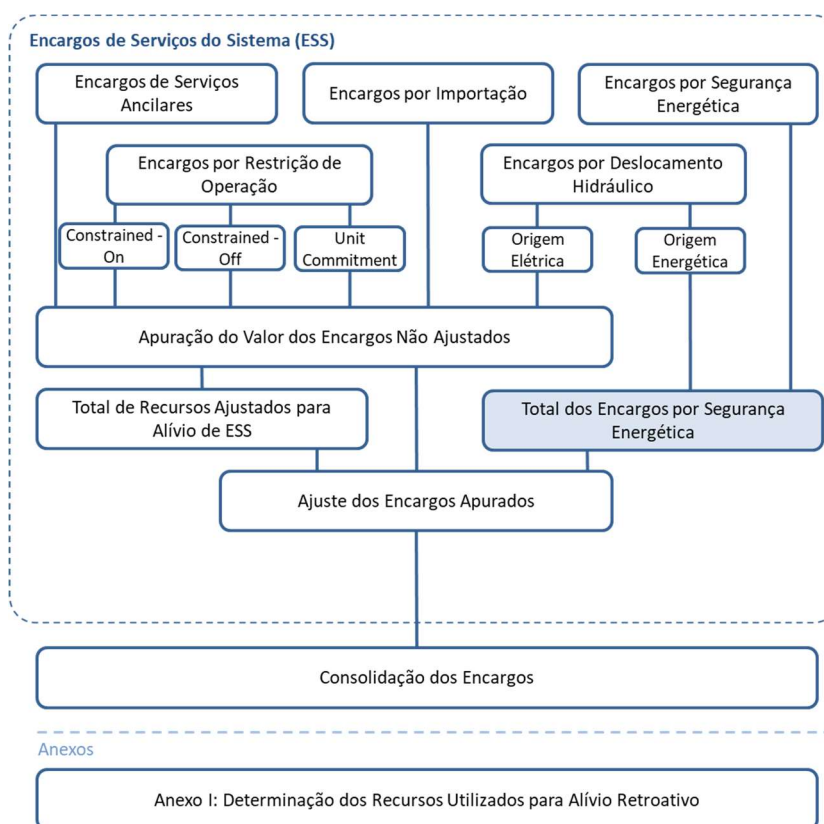 Encargos de Serviços do Sistema (ESS)
Encargos de Serviços
Ancilares
Encargos por Importação
Encargos por Segurança
Energética
Encargos por Restrição de
Operação
Encargos por Deslocamento
Hidráulico
Constrained -
On
Constrained -
Off
Unit
Commitment
Origem
Elétrica
Origem
Energética
Apuração do Valor dos Encargos Não Ajustados
Total de Recursos Ajustados para
Alívio de ESS
Total dos Encargos por Segurança
Energética
Ajuste dos Encargos Apurados
Consolidação dos Encargos
Anexos
Anexo I: Determinação dos Recursos Utilizados para Alívio Retroativo